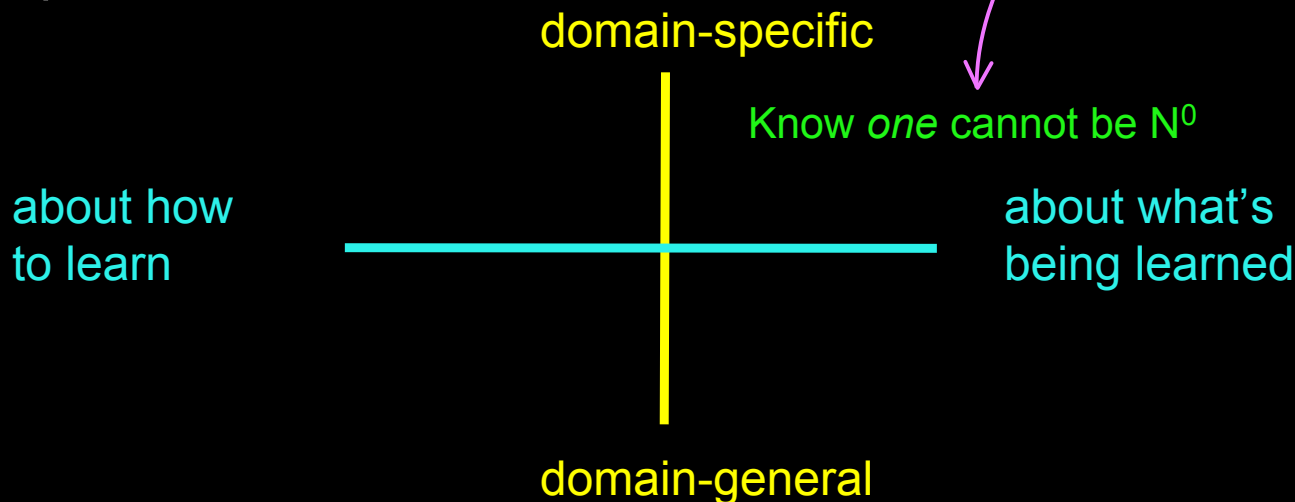 domain-specific
Know one cannot be N⁰
about how
to learn
about what’s
being learned
domain-general